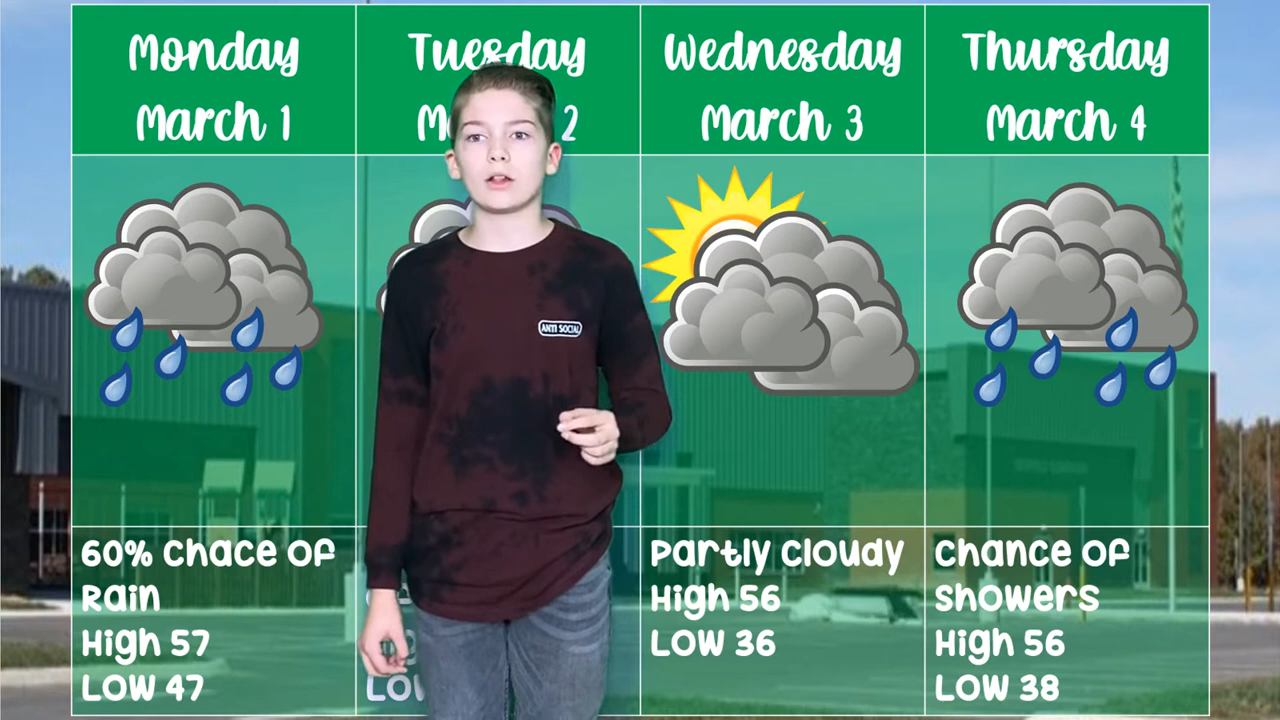 Monday
March 1
Tuesday
2
Wednesday
March 3
Thursday
March 4
ANTI SOCIAL
60% Chace OF
Rain
High 57
LOW 47
Partly Cloudy
High 56
LOW 36
Chance OF
Showers
High 56
LOW 38